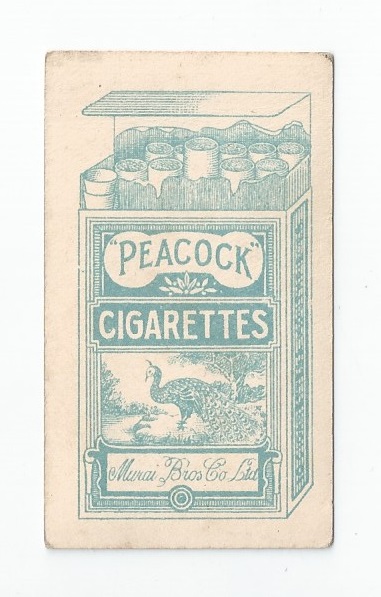 "PEACOCK"
CIGARETTES
Murai Bros Co. Ltd